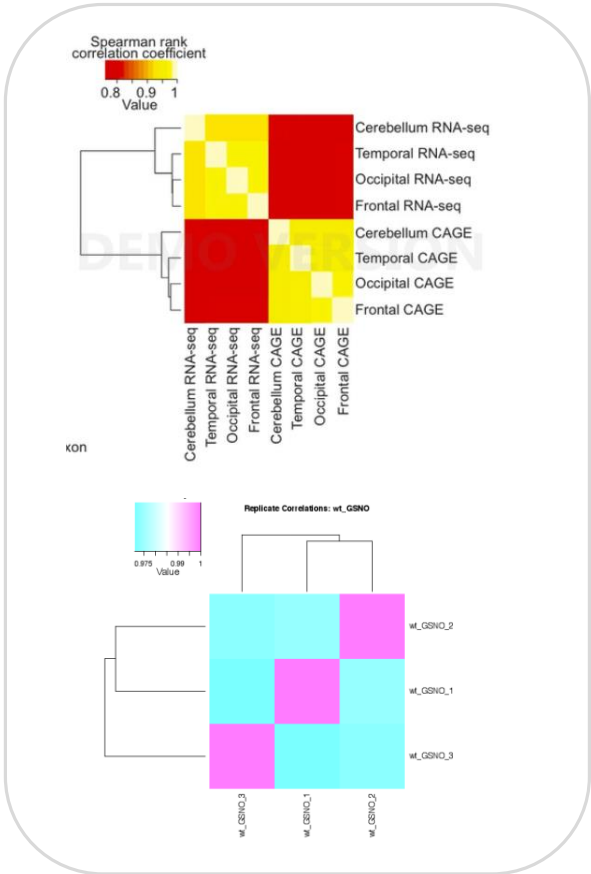 Spearman rank
correlation coefficient
0.8 0.9 1
Value
Cerebellum RNA-seq
Temporal RNA-seq
Occipital RNA-seq
Frontal RNA-seq
Cerebellum CAGE
DEMO VERSION
Temporal CAGE
Occipital CAGE
Frontal CAGE
Cerebellum RNA-seq
Temporal RNA-seq
Occipital RNA-seq
Frontal RNA-seq
Cerebellum CAGE
Temporal CAGE
Occipital CAGE
Frontal CAGE
xon
Replicate Correlations: wt_GSNO
0.975 0.99 1
Value
wt_GSNO_2
wt_GSNO_1
wt_GSNO_3
wt_GSNO_3
wt_GSNO_1
wt_GSNO_2